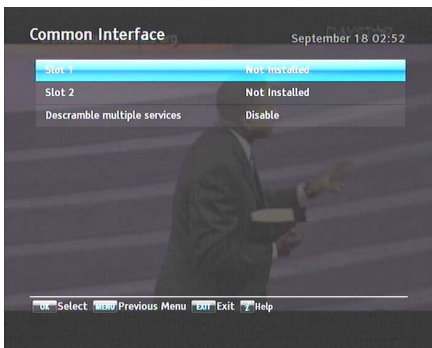 Common Interface
September 18 02:52
Slot 1 Not Installed
Slot 2 Not Installed
Descramble multiple services Disable
OK Select MENU Previous Menu EXIT Exit Help